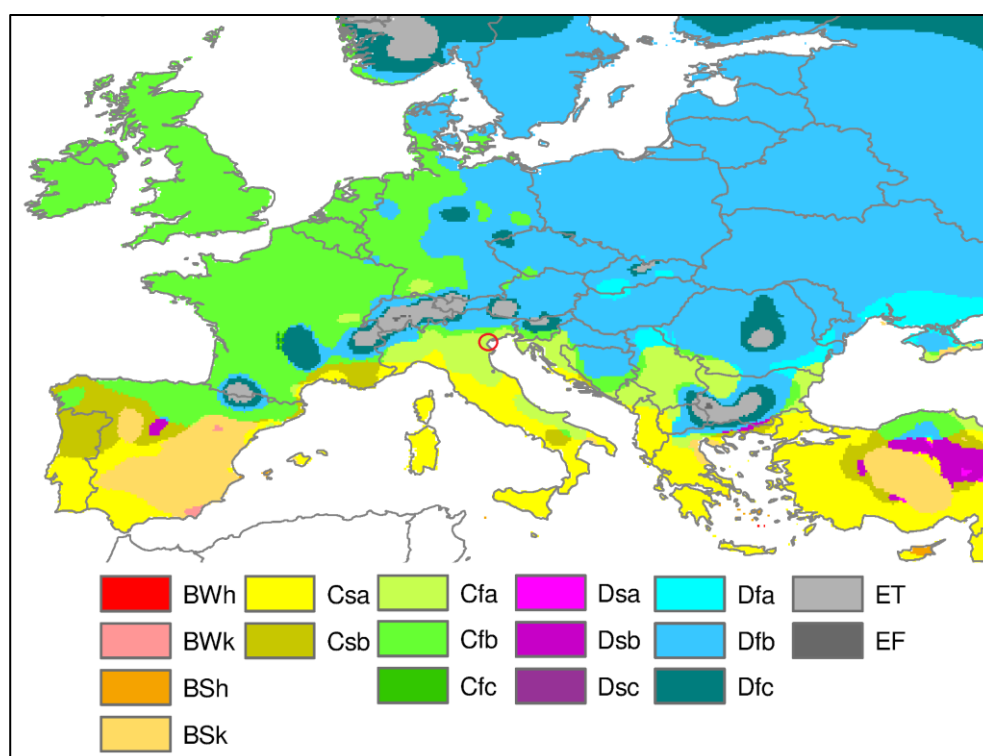 BWh Csa Cfa Dsa Dfa ET
BWk Csb Cfb Dsb Dfb EF
BSh Cfc Dsc Dfc
BSk